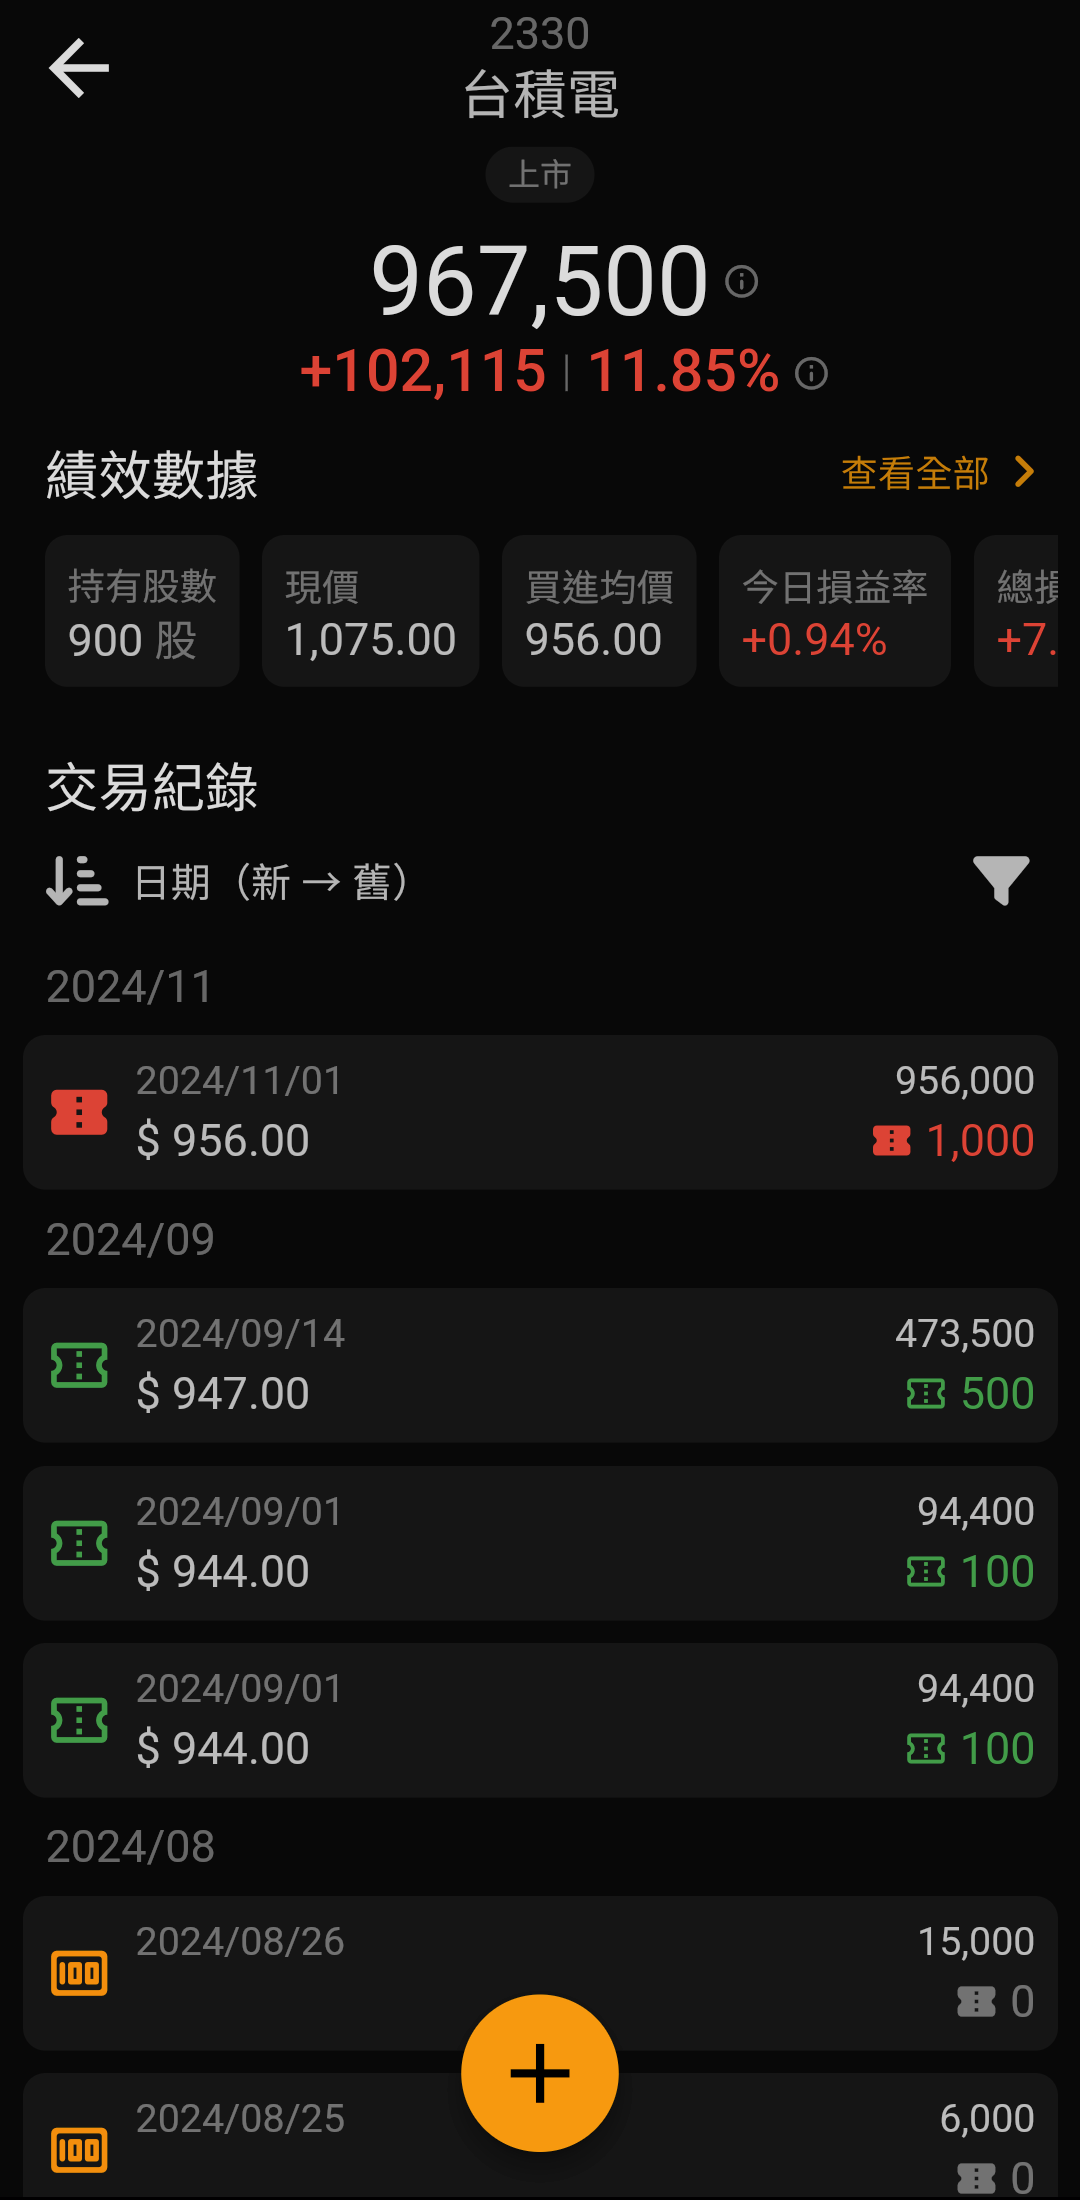 2330
台積電
上市
967,500
+102,115 | 11.85%
績效數據
查看全部
持有股數
900 股
現價
1,075.00
買進均價
956.00
今日損益率
+0.94%
總損
+7.
交易紀錄
日期（新 → 舊）
2024/11
2024/11/01
956,000
$ 956.00
1,000
2024/09
2024/09/14
473,500
$ 947.00
500
2024/09/01
94,400
$ 944.00
100
2024/09/01
94,400
$ 944.00
100
2024/08
2024/08/26
15,000
0
2024/08/25
6,000
0